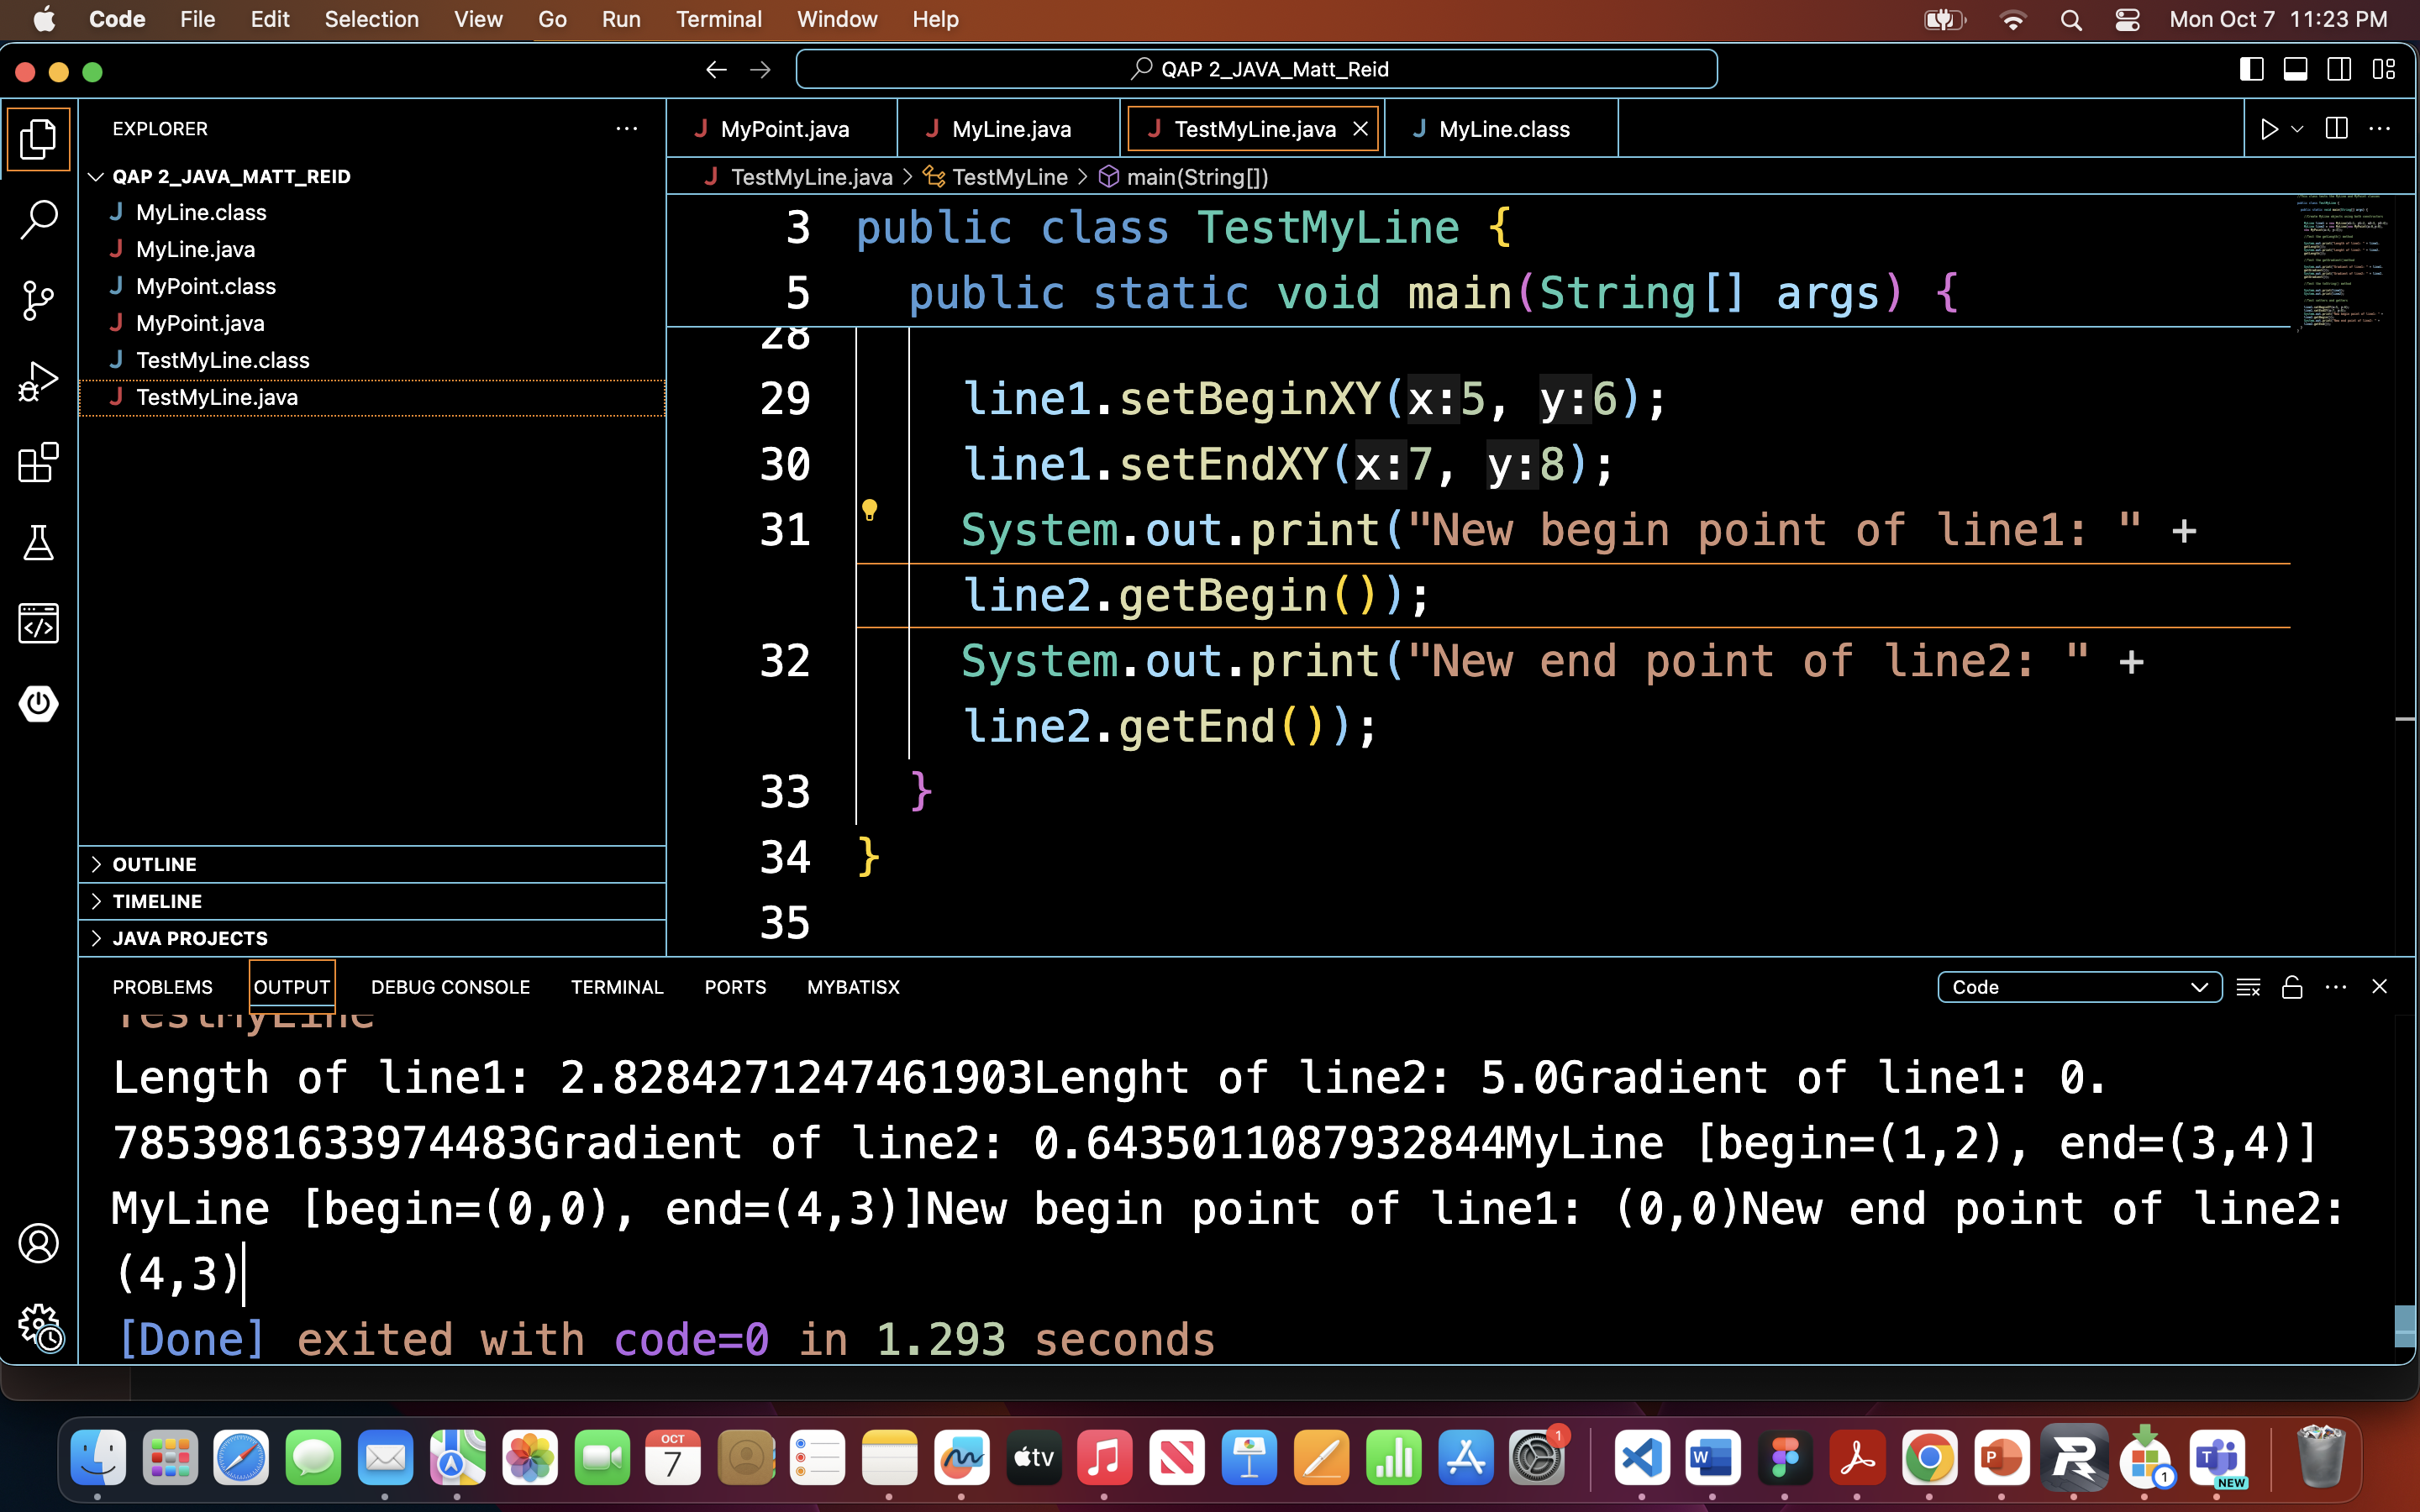 Code File Edit Selection View Go Run Terminal Window Help Mon Oct 7 11:23 PM
QAP 2_JAVA_Matt_Reid
EXPLORER
QAP 2_JAVA_MATT_REID
MyLine.class
MyLine.java
MyPoint.class
MyPoint.java
TestMyLine.class
TestMyLine.java
OUTLINE
TIMELINE
JAVA PROJECTS
MyPoint.java MyLine.java TestMyLine.java MyLine.class
TestMyLine.java > TestMyLine > main(String[])
3 public class TestMyLine {
5 public static void main(String[] args) {
28
29 line1.setBeginXY(x:5, y:6);
30 line1.setEndXY(x:7, y:8);
31 System.out.print("New begin point of line1: " +
line2.getBegin());
32 System.out.print("New end point of line2: " +
line2.getEnd());
33 }
34 }
35
PROBLEMS OUTPUT DEBUG CONSOLE TERMINAL PORTS MYBATISX Code
TestMyLine
Length of line1: 2.8284271247461903Lenght of line2: 5.0Gradient of line1: 0.
7853981633974483Gradient of line2: 0.6435011087932844MyLine [begin=(1,2), end=(3,4)]
MyLine [begin=(0,0), end=(4,3)]New begin point of line1: (0,0)New end point of line2:
(4,3)
[Done] exited with code=0 in 1.293 seconds
OCT
7
tv
1
W
P
1
T
NEW